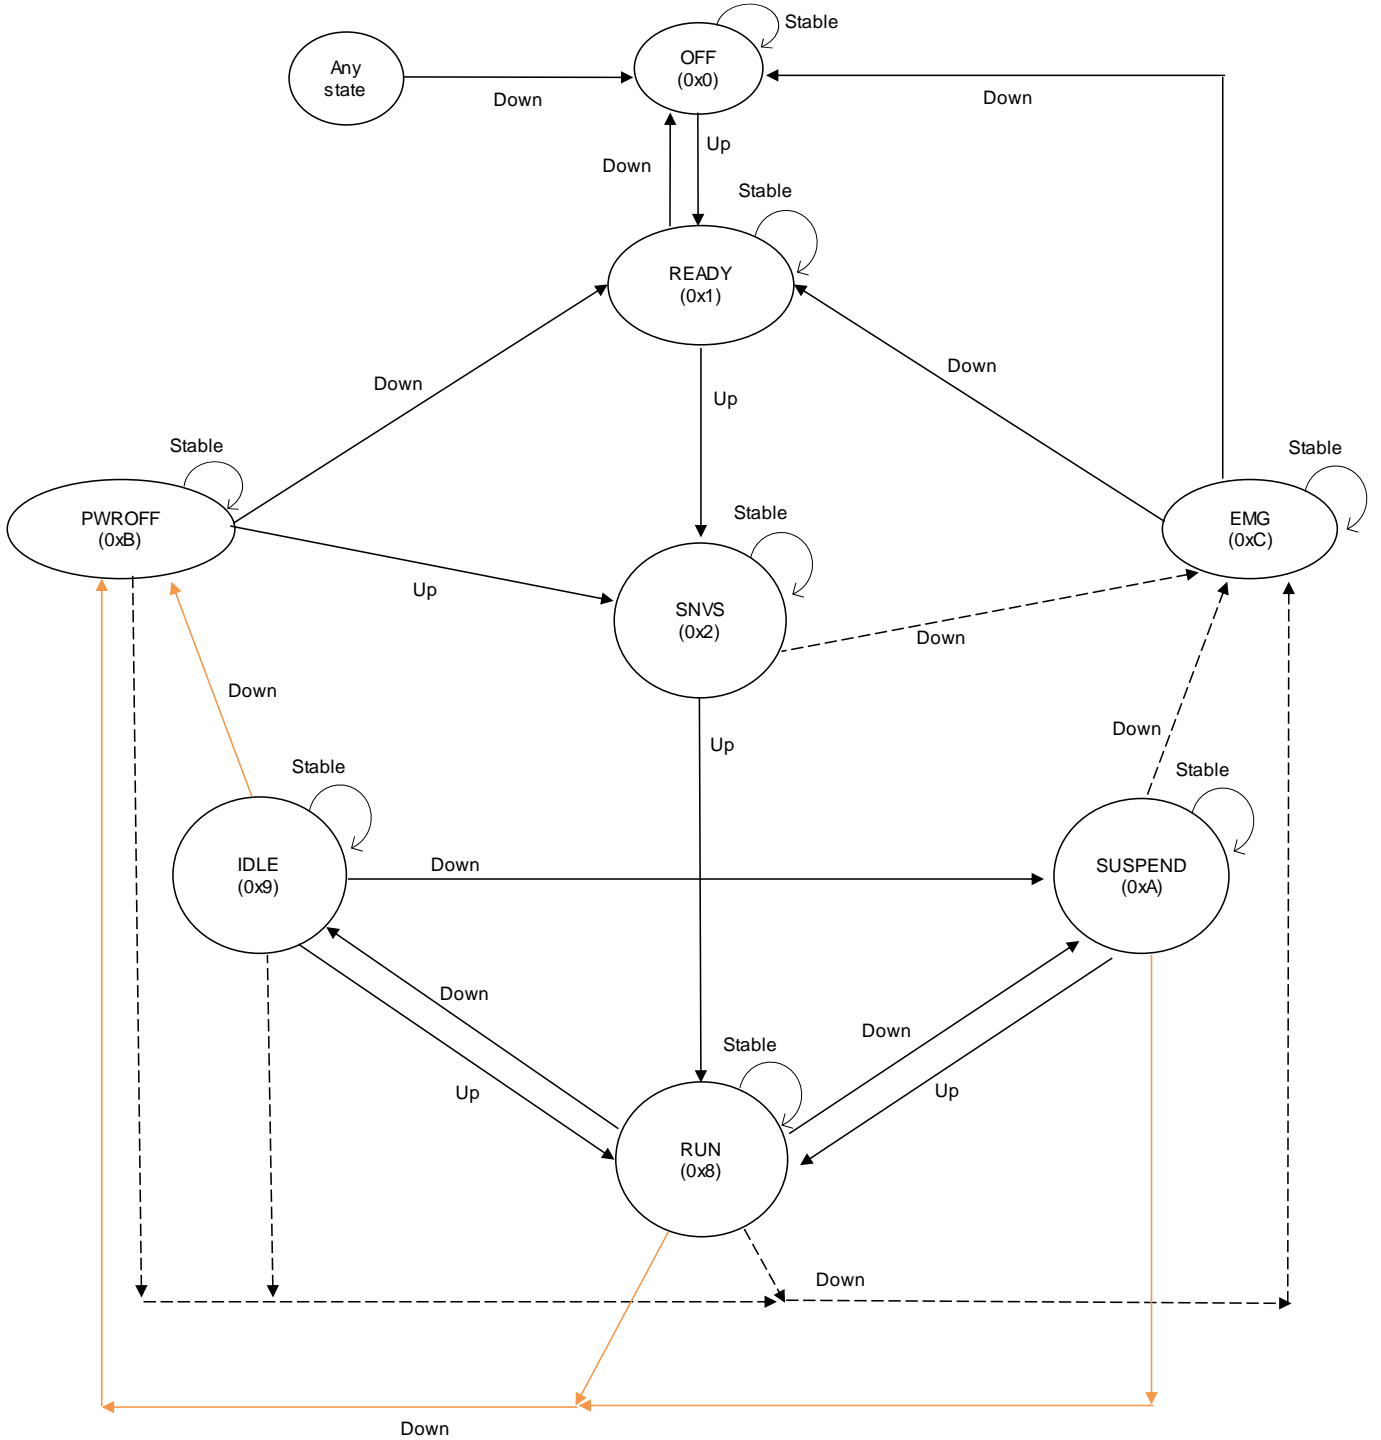 Stable
OFF
(0x0)
Any
state
Down
Down
Up
Down
Stable
READY
(0x1)
Down
Down
Up
Stable
Stable
PWROFF
(0xB)
Stable
EMG
(0xC)
Up
SNVS
(0x2)
Down
Down
Down
Up
Stable
Stable
IDLE
(0x9)
Down
SUSPEND
(0xA)
Down
Down
Stable
Up
Up
RUN
(0x8)
Down
Down